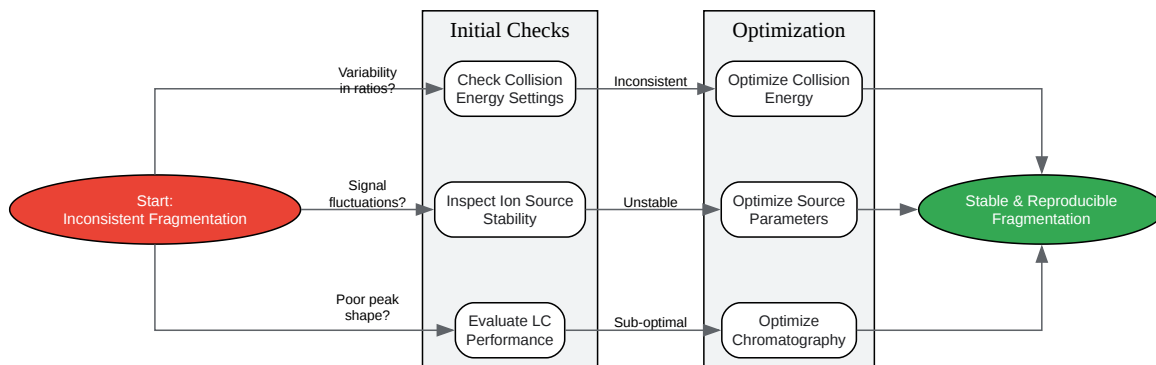 Initial Checks
Optimization
Variability
in ratios?
Check Collision
Energy Settings
Inconsistent
Optimize Collision
Energy
Start:
Inconsistent Fragmentation
Signal
fluctuations?
Inspect Ion Source
Stability
Unstable
Optimize Source
Parameters
Stable & Reproducible
Fragmentation
Poor peak
shape?
Evaluate LC
Performance
Sub-optimal
Optimize
Chromatography